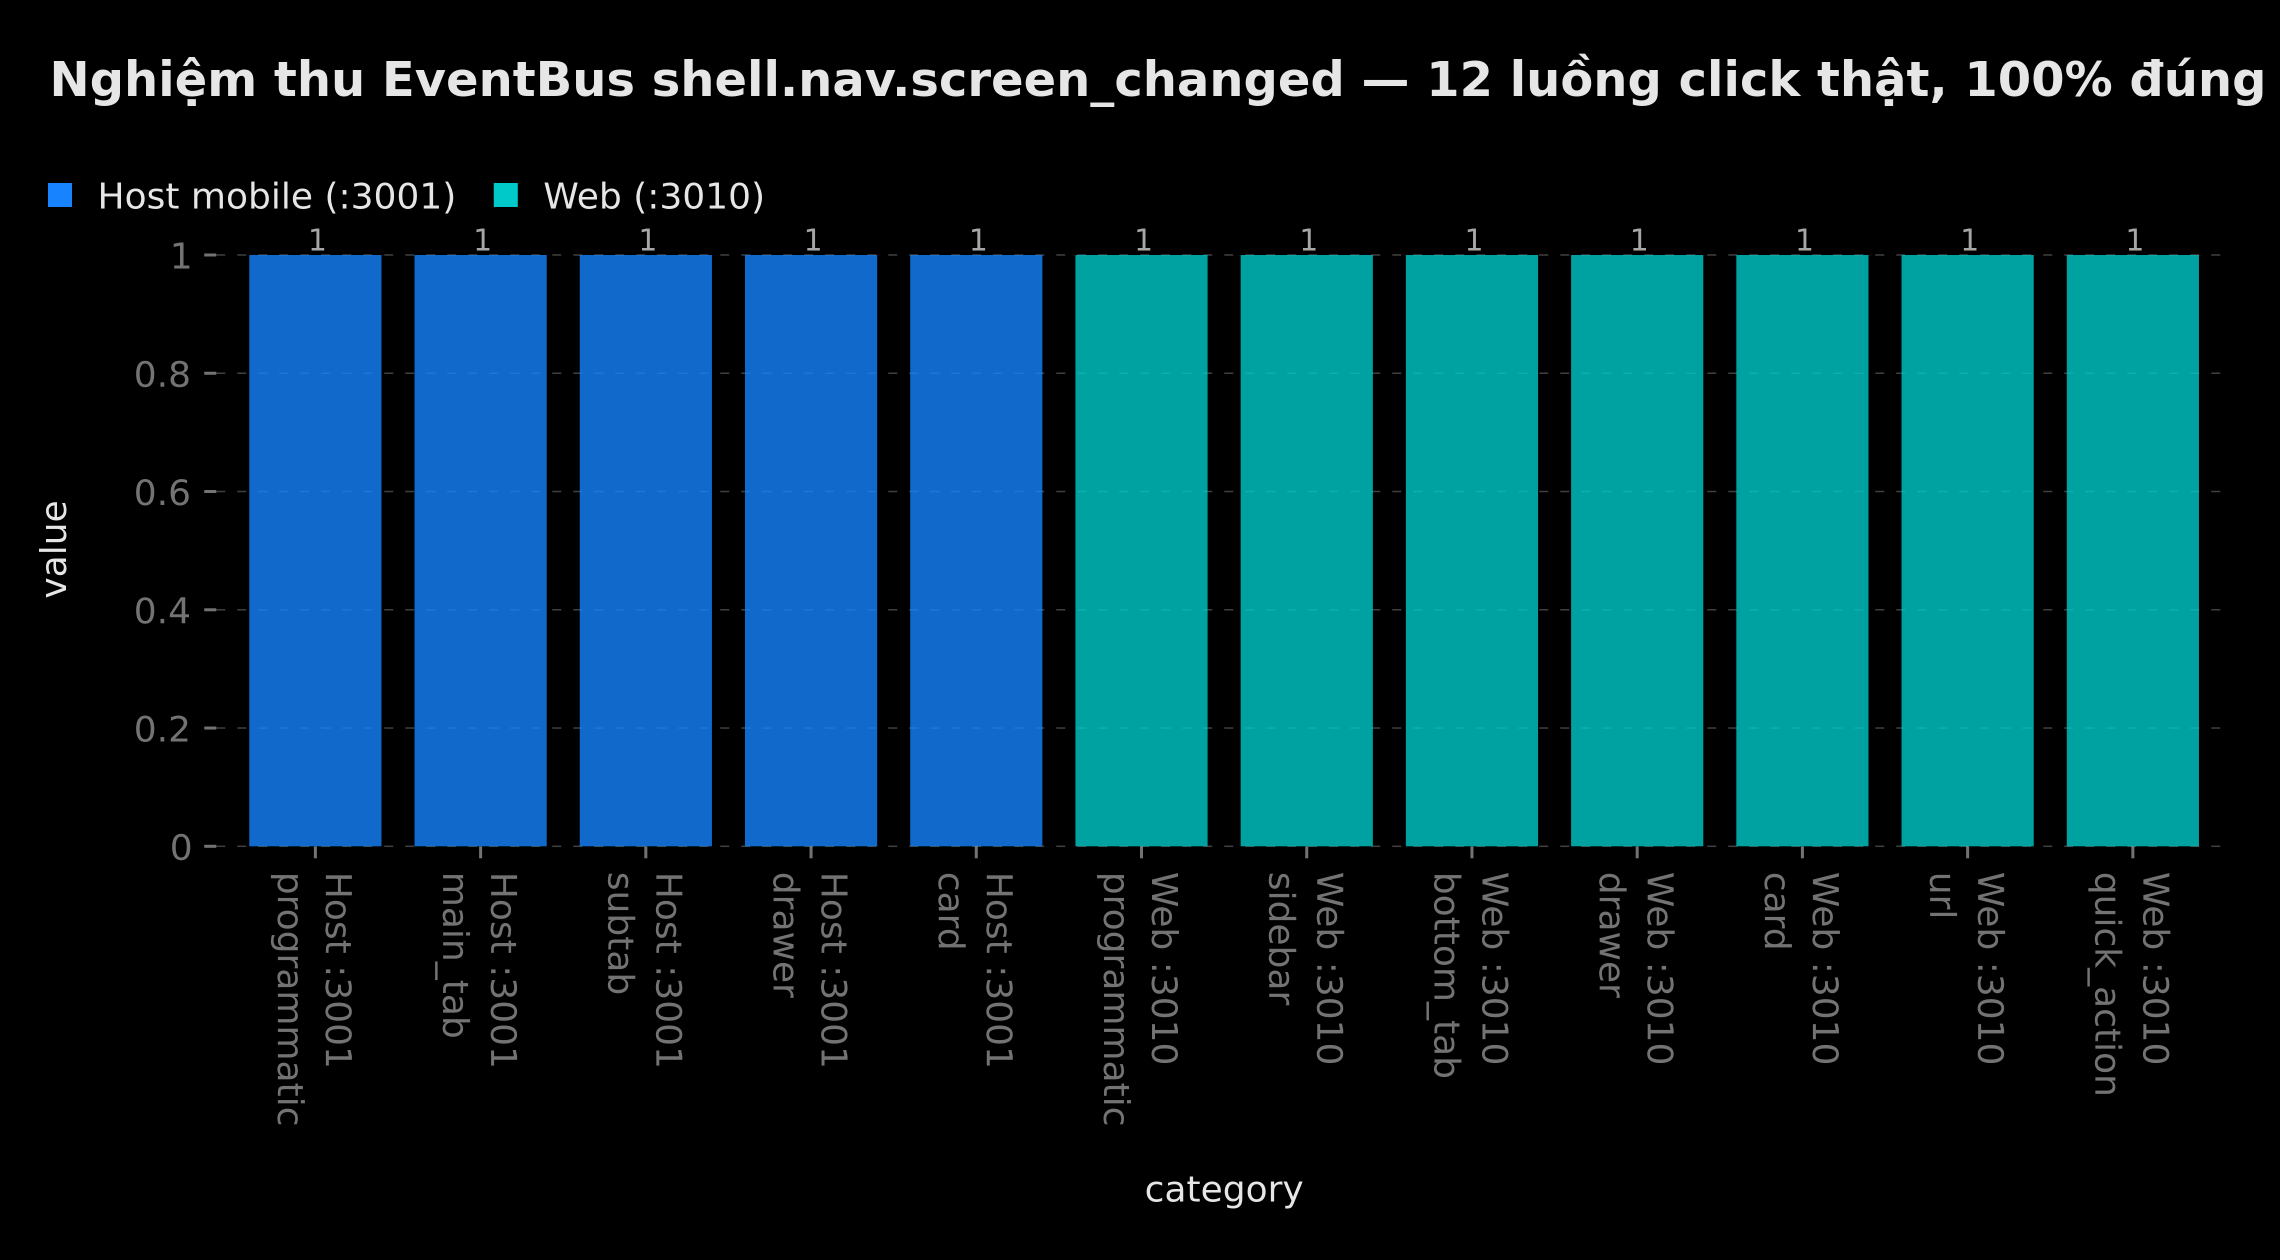 Nghiệm thu EventBus shell.nav.screen_changed — 12 luồng click thật, 100% đúng
Host mobile (:3001)
Web (:3010)
1 1 1 1 1 1 1 1 1 1 1 1
1
0.8
0.6
0.4
0.2
0
value
Host :3001
programmatic
Host :3001
main_tab
Host :3001
subtab
Host :3001
drawer
Host :3001
card
Web :3010
programmatic
Web :3010
sidebar
Web :3010
bottom_tab
Web :3010
drawer
Web :3010
card
Web :3010
url
Web :3010
quick_action
category